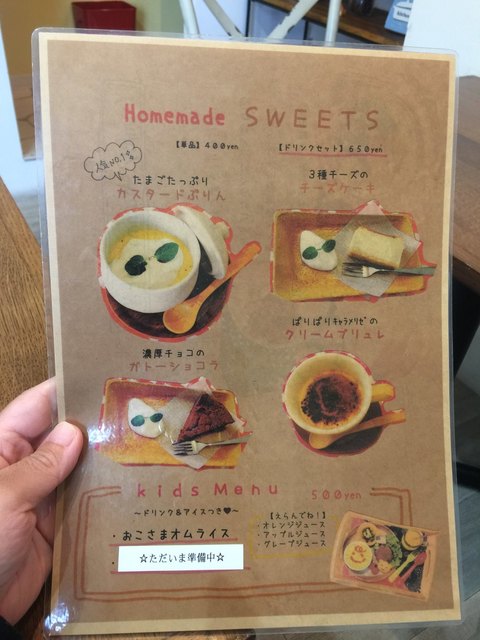 Homemade SWEETS
【単品】400yen 【ドリンクセット】650yen
人気NO.1
たまごたっぷり
カスタードぷりん
3種チーズの
チーズケーキ
濃厚チョコの
ガトーショコラ
ぱりぱりキャラメリゼの
クリームブリュレ
kids Menu 500yen
～ドリンク&アイスつき♥～
・おこさまオムライス
・
☆ただいま準備中☆
【えらんでね!】
・オレンジジュース
・アップルジュース
・グレープジュース